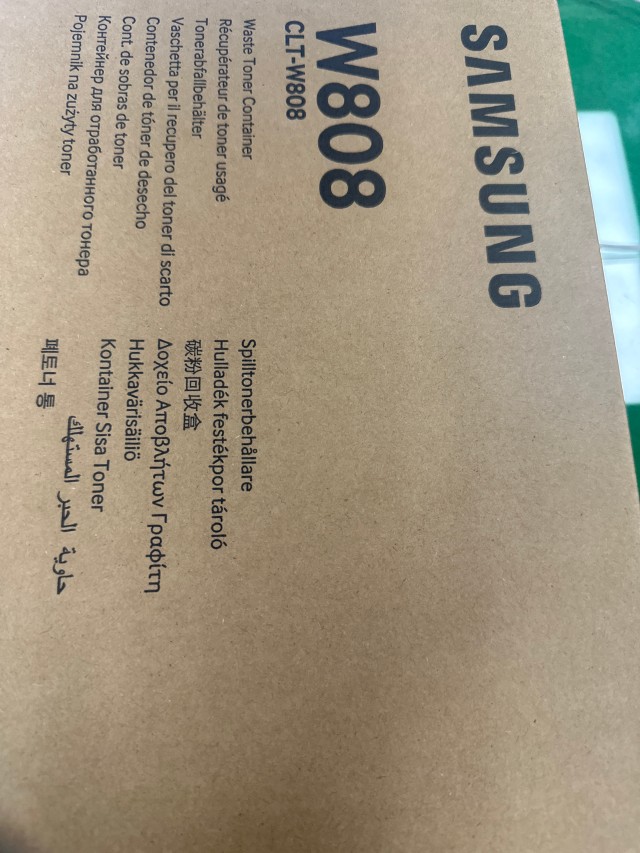 SAMSUNG
W808
CLT-W808
Waste Toner Container
Récupérateur de toner usagé
Tonerabfallbehälter
Vaschetta per il recupero del toner di scarto
Contenedor de tóner de desecho
Cont. de sobras de toner
Контейнер для отработанного тонера
Pojemnik na zużyty toner
Spilltonerbehållare
Hulladék festékpor tároló
碳粉回收盒
Δοχείο Αποβλήτων Γραφίτη
Hukkavärisäiliö
Kontainer Sisa Toner
حاوية الحبر المستهلك
폐토너 통